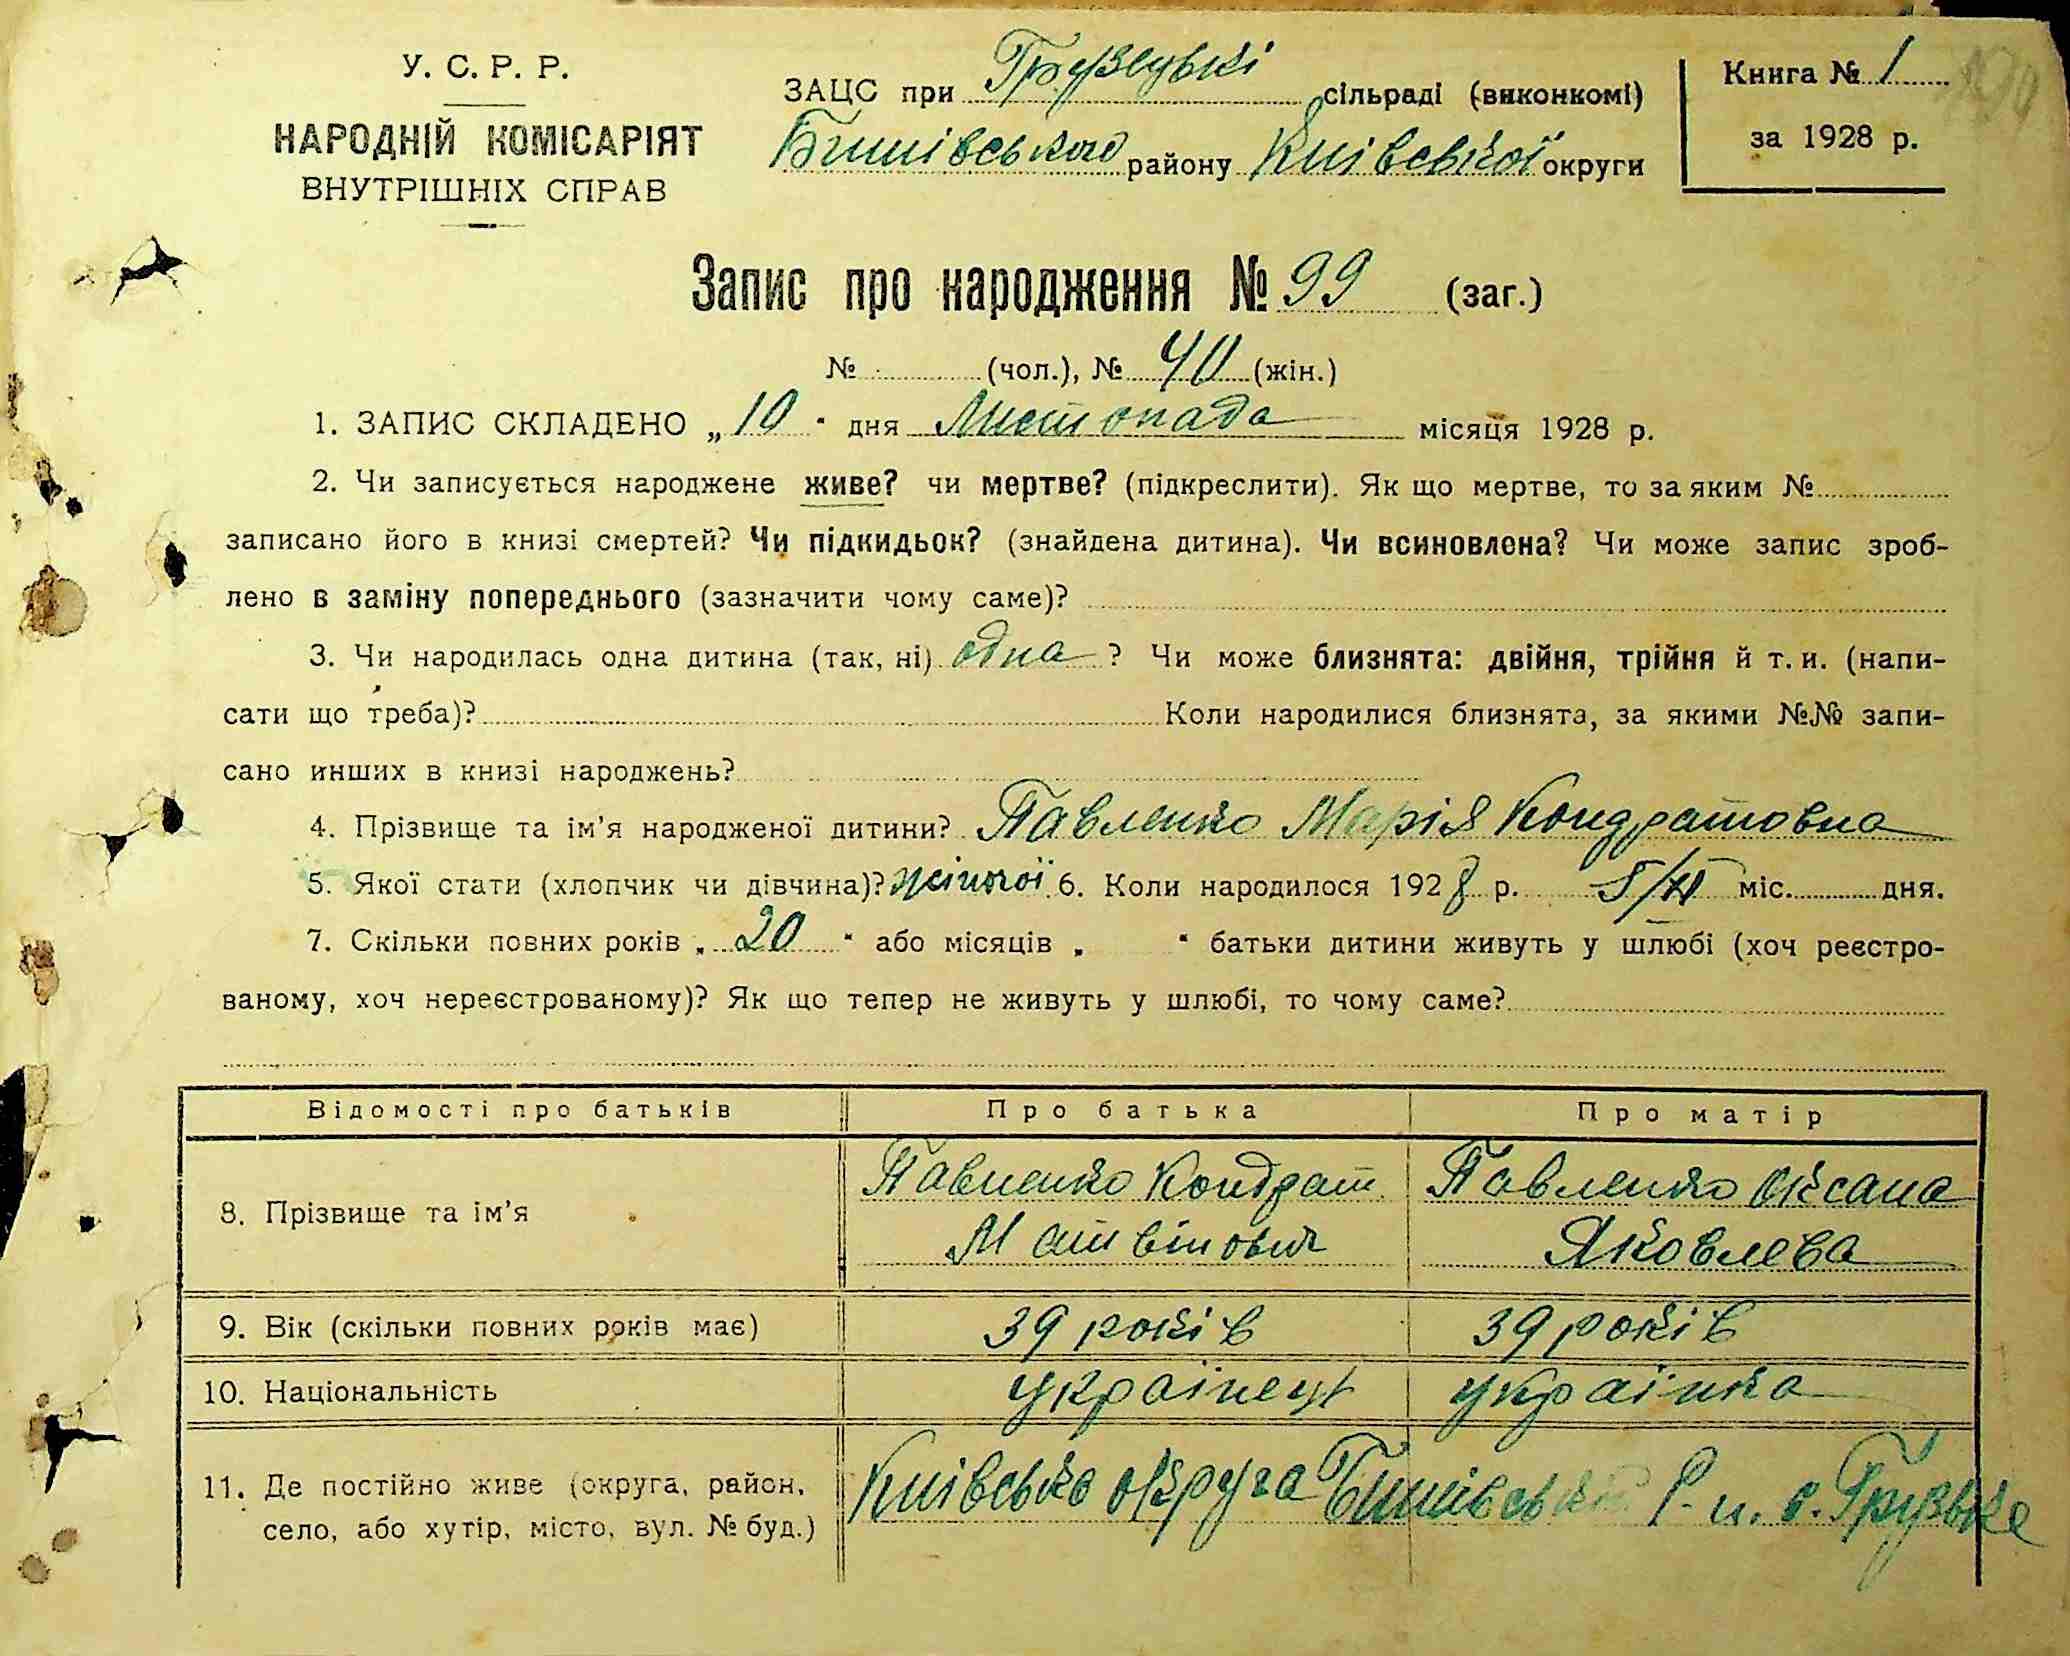 У. С. Р. Р.
НАРОДНІЙ КОМІСАРІЯТ
ВНУТРІШНІХ СПРАВ
ЗАЦС при Грузській сільраді (виконкомі)
Бишівського району Київської округи
Книга № 1
за 1928 р.
Запис про народження № 99 (заг.)
№ (чол.), № 40 (жін.)
1. ЗАПИС СКЛАДЕНО „10“ дня Листопада місяця 1928 р.
2. Чи записується народжене живе? чи мертве? (підкреслити). Як що мертве, то за яким №
записано його в книзі смертей? Чи підкидьок? (знайдена дитина). Чи всиновлена? Чи може запис зроб-
лено в заміну попереднього (зазначити чому саме)?
3. Чи народилась одна дитина (так, ні) одна ? Чи може близнята: двійня, трійня й т. и. (напи-
сати що треба)? Коли народилися близнята, за якими №№ запи-
сано инших в книзі народжень?
4. Прізвище та ім'я народженої дитини? Павленко Марія Кондратовна
5. Якої стати (хлопчик чи дівчина)? жіночої 6. Коли народилося 1928 р. 5/XI міс. дня.
7. Скільки повних років „20“ або місяців „ “ батьки дитини живуть у шлюбі (хоч реєстро-
ваному, хоч нереєстрованому)? Як що тепер не живуть у шлюбі, то чому саме?
Відомості про батьків Про батька Про матір
8. Прізвище та ім'я Павленко Кондрат Павленко Оксана
Матвіӣович Яковлева
9. Вік (скільки повних років має) 39 років 39 років
10. Національність Українець Українка
11. Де постійно живе (округа, район,
село, або хутір, місто, вул. № буд.)
Київська округа Бишівський р-н. с. Грузьке